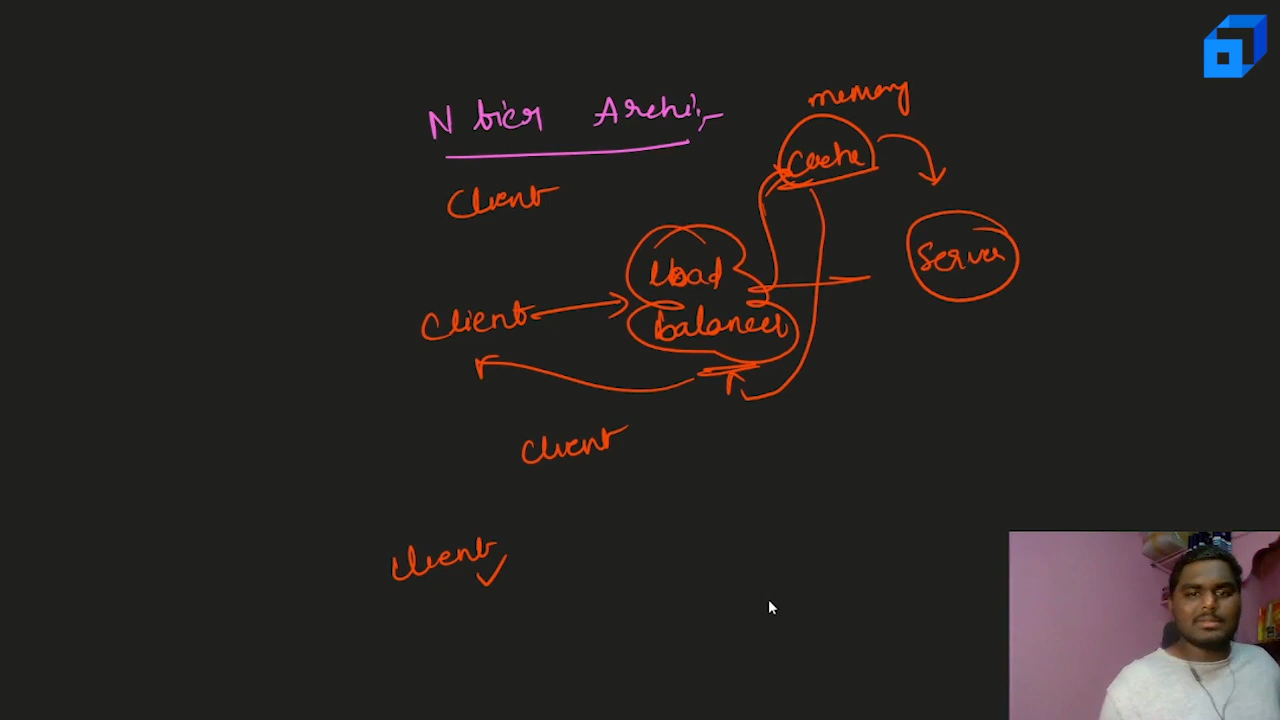 N tier Archi,-
memory
Cache
Client
Server
Load
balancer
Client
Client
Client